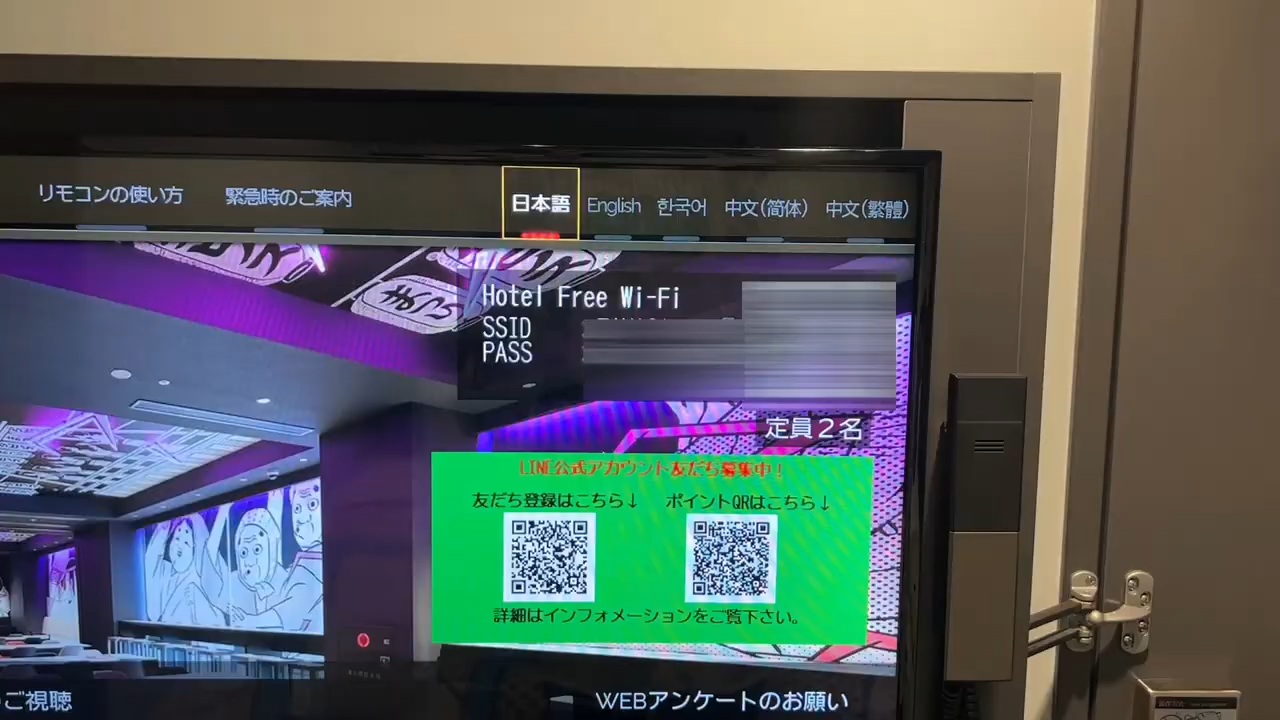 リモコンの使い方
緊急時のご案内
日本語
English
한국어
中文(简体)
中文(繁體)
Hotel Free Wi-Fi
SSID
PASS
定員２名
LINE公式アカウント友だち募集中！
友だち登録はこちら↓
ポイントQRはこちら↓
詳細はインフォメーションをご覧下さい。
ご視聴
WEBアンケートのお願い